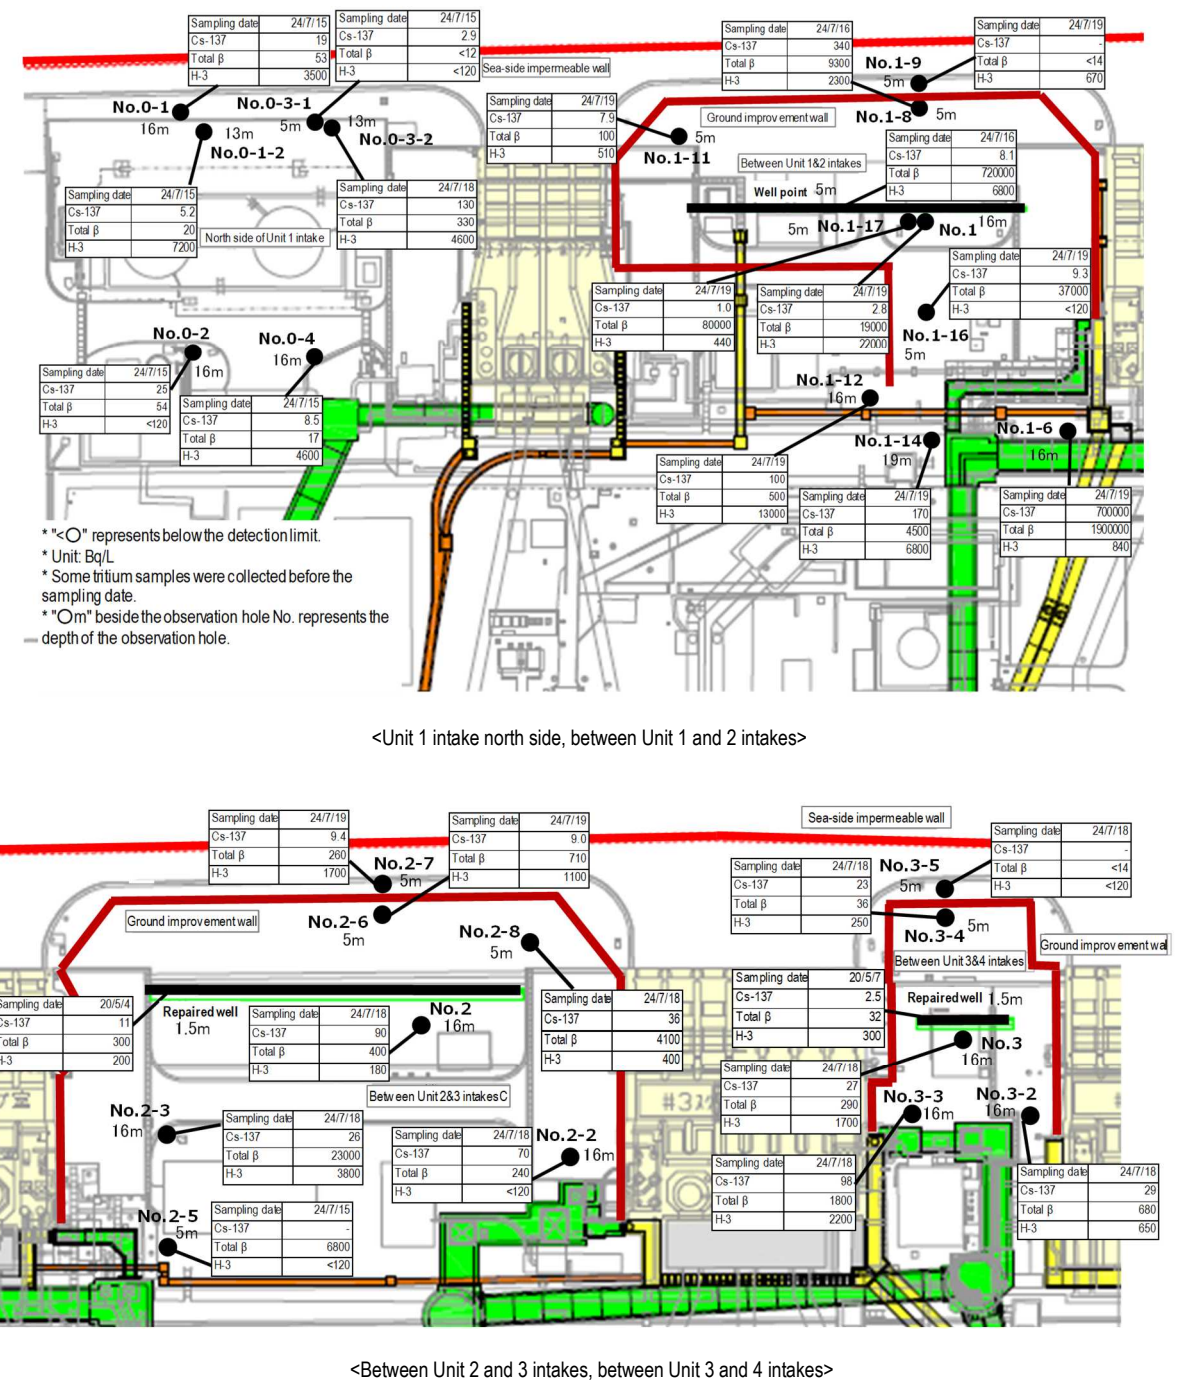 Sampling date 24/7/15
Cs-137 19
Total β 53
H-3 3500
Sampling date 24/7/15
Cs-137 2.9
Total β <12
H-3 <120
Sea-side impermeable wall
Sampling date 24/7/16
Cs-137 340
Total β 9300
H-3 2300
Sampling date 24/7/19
Cs-137 -
Total β <14
H-3 670
No.1-9
5m
No.0-1
16m
No.0-3-1
5m
13m
No.0-3-2
13m
No.0-1-2
Sampling date 24/7/19
Cs-137 7.9
Total β 100
H-3 510
5m
No.1-11
Ground improvement wall
No.1-8
5m
Between Unit 1&2 intakes
Sampling date 24/7/16
Cs-137 8.1
Total β 720000
H-3 6800
Well point 5m
Sampling date 24/7/15
Cs-137 5.2
Total β 20
H-3 7200
North side of Unit 1 intake
Sampling date 24/7/18
Cs-137 130
Total β 330
H-3 4600
5m No.1-17
No.1 16m
Sampling date 24/7/19
Cs-137 9.3
Total β 37000
H-3 <120
Sampling date 24/7/19
Cs-137 1.0
Total β 80000
H-3 440
Sampling date 24/7/19
Cs-137 2.8
Total β 19000
H-3 22000
No.1-16
5m
No.0-2
16m
No.0-4
16m
Sampling date 24/7/15
Cs-137 25
Total β 54
H-3 <120
Sampling date 24/7/15
Cs-137 8.5
Total β 17
H-3 4600
No.1-12
16m
No.1-14
19m
No.1-6
16m
Sampling date 24/7/19
Cs-137 100
Total β 500
H-3 13000
Sampling date 24/7/19
Cs-137 170
Total β 4500
H-3 6800
Sampling date 24/7/19
Cs-137 700000
Total β 1900000
H-3 840
* "<○" represents below the detection limit.
* Unit: Bq/L
* Some tritium samples were collected before the
sampling date.
* "○m" beside the observation hole No. represents the
depth of the observation hole.
<Unit 1 intake north side, between Unit 1 and 2 intakes>
Sampling date 24/7/19
Cs-137 9.4
Total β 260
H-3 1700
Sampling date 24/7/19
Cs-137 9.0
Total β 710
H-3 1100
Sea-side impermeable wall
Sampling date 24/7/18
Cs-137 -
Total β <14
H-3 <120
No.2-7
5m
Sampling date 24/7/18
Cs-137 23
Total β 36
H-3 250
No.3-5
5m
Ground improvement wall
No.2-6
5m
No.2-8
5m
5m
No.3-4
Ground improvement wal
Between Unit 3&4 intakes
Sampling date 20/5/4
Cs-137 11
Total β 300
H-3 200
Repaired well
1.5m
Sampling date 24/7/18
Cs-137 90
Total β 400
H-3 180
No.2
16m
Sampling date 24/7/18
Cs-137 36
Total β 4100
H-3 400
Sampling date 20/5/7
Cs-137 2.5
Total β 32
H-3 300
Repaired well 1.5m
No.3
16m
Between Unit 2&3 intakes C
Sampling date 24/7/18
Cs-137 27
Total β 290
H-3 1700
No.2-3
16m
Sampling date 24/7/18
Cs-137 26
Total β 23000
H-3 3800
Sampling date 24/7/18
Cs-137 70
Total β 240
H-3 <120
No.2-2
16m
No.3-3
16m
No.3-2
16m
Sampling date 24/7/18
Cs-137 98
Total β 1800
H-3 2200
Sampling date 24/7/18
Cs-137 29
Total β 680
H-3 650
No.2-5
5m
Sampling date 24/7/15
Cs-137 -
Total β 6800
H-3 <120
<Between Unit 2 and 3 intakes, between Unit 3 and 4 intakes>